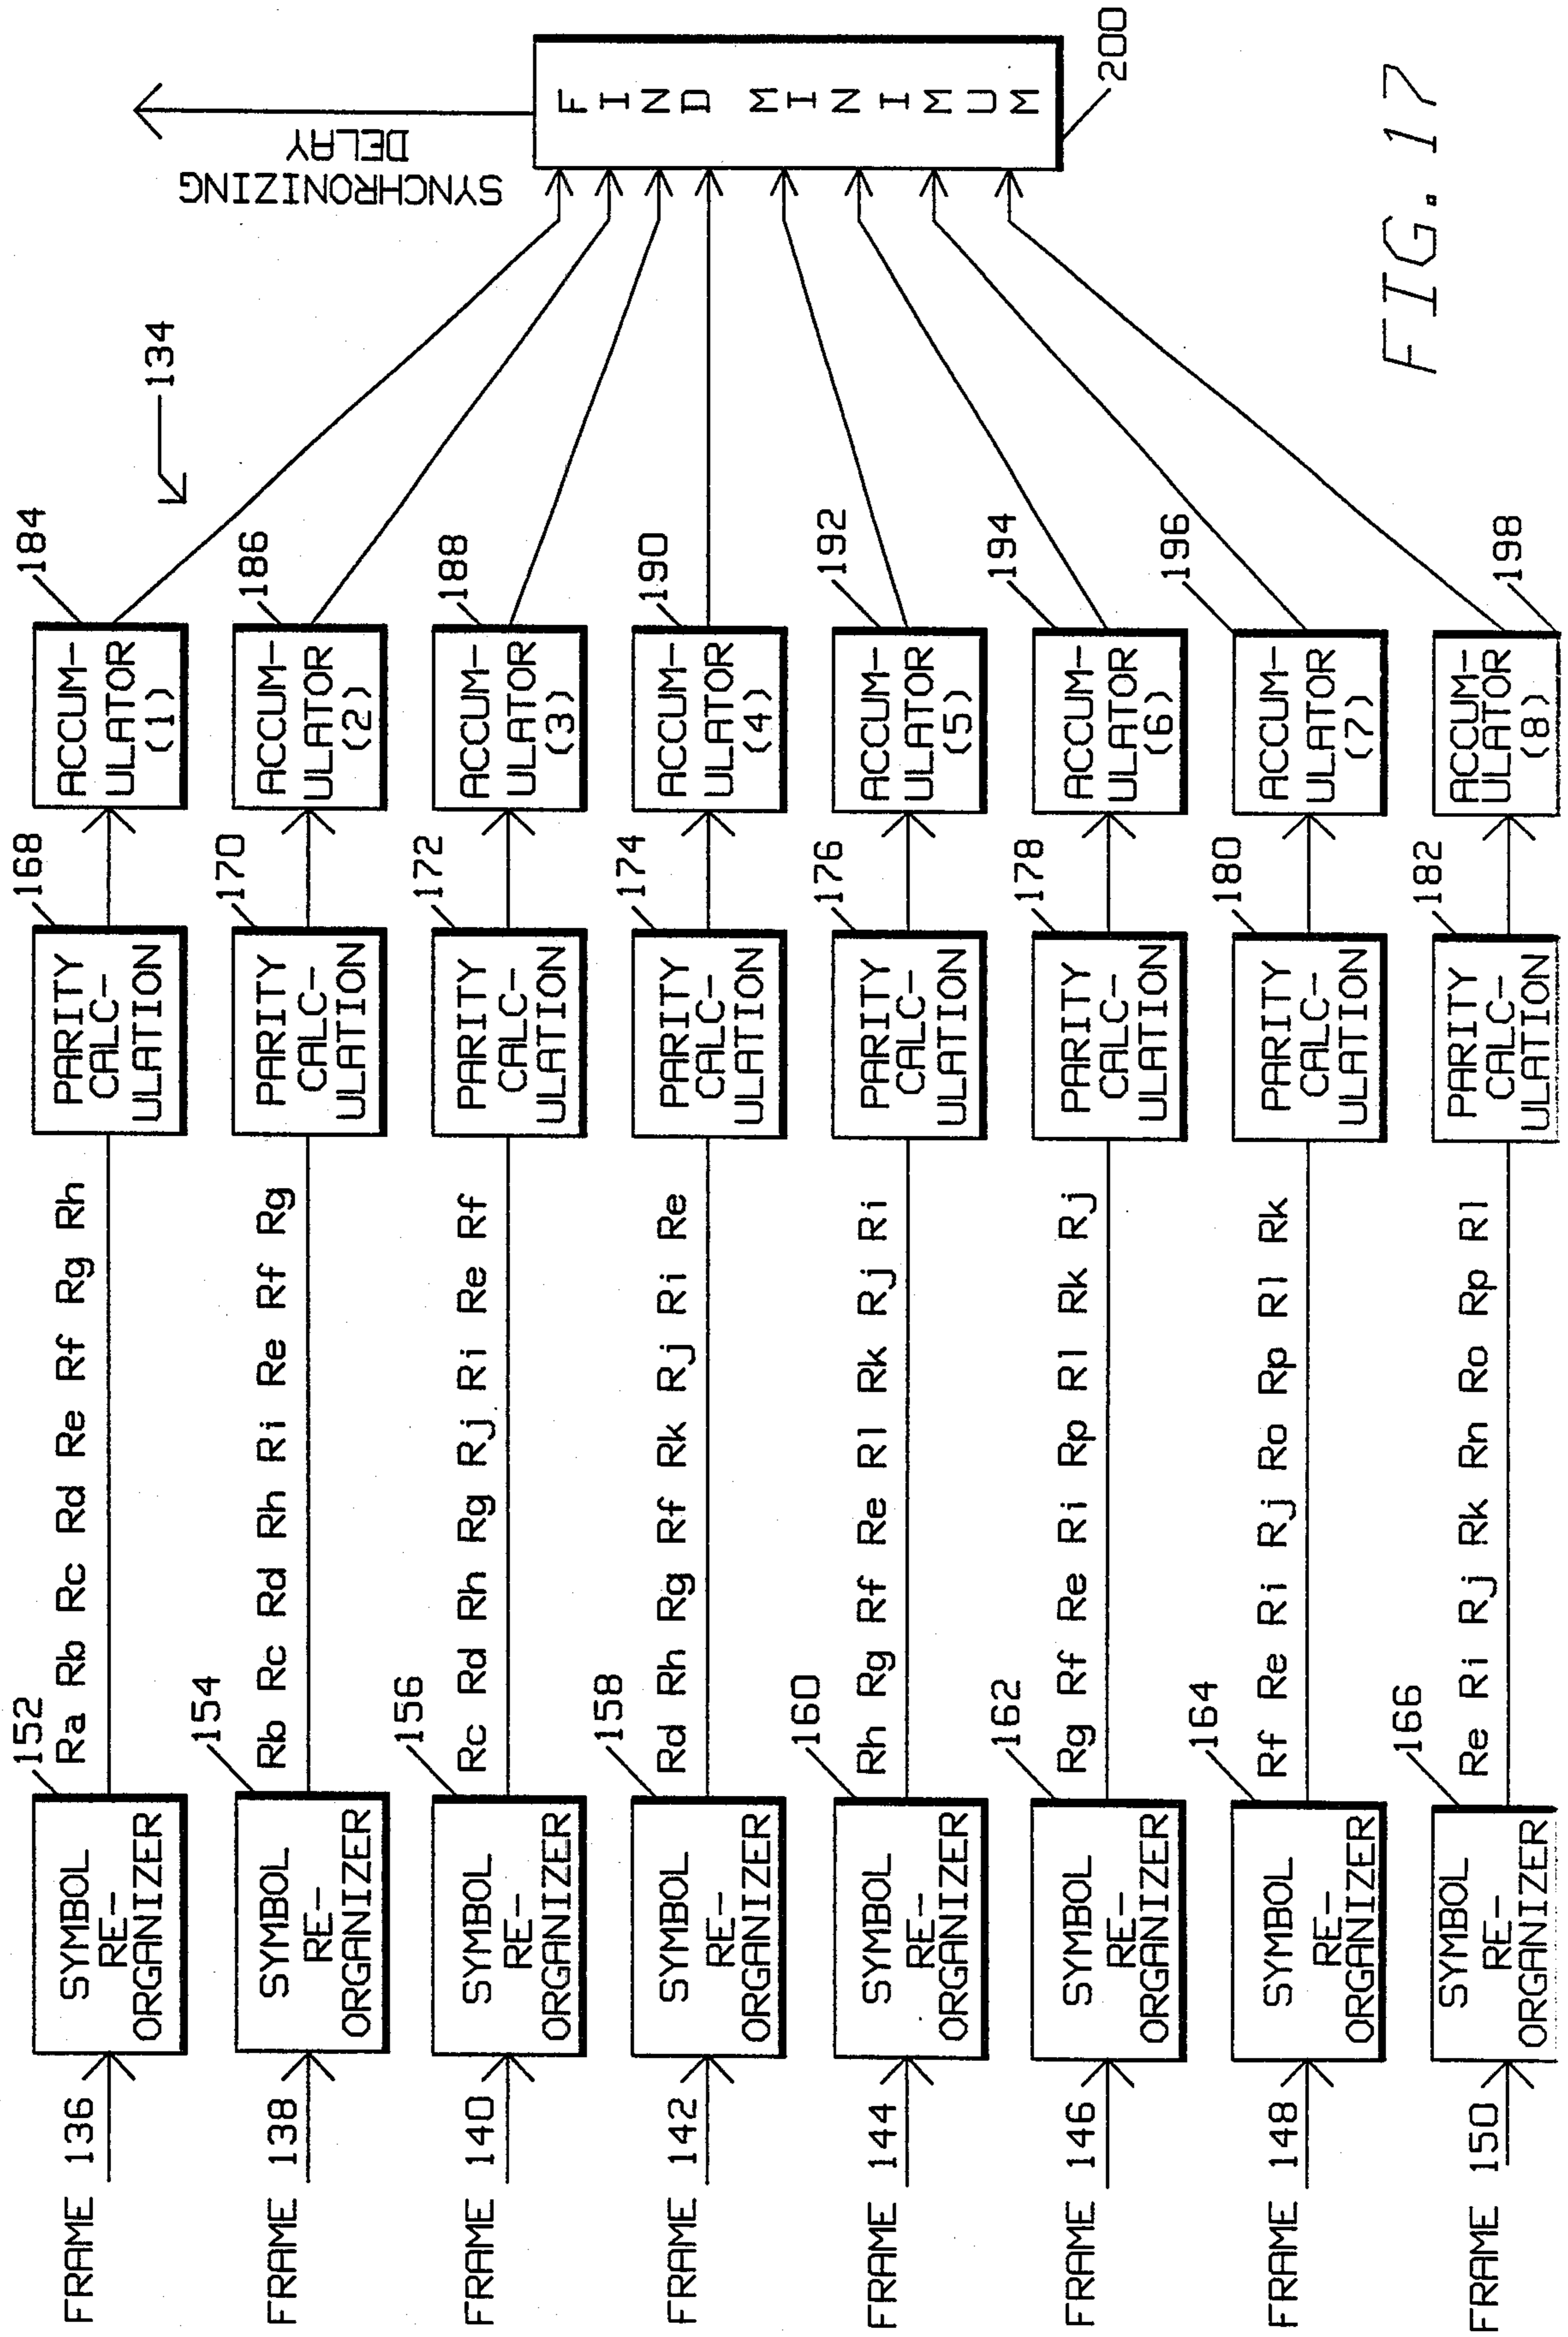 FRAME 136
SYMBOL
RE-
ORGANIZER
152
Ra Rb Rc Rd Re Rf Rg Rh
PARITY
CALC-
ULATION
168
ACCUM-
ULATOR
(1)
184
FRAME 138
SYMBOL
RE-
ORGANIZER
154
Rb Rc Rd Rh Ri Re Rf Rg
PARITY
CALC-
ULATION
170
ACCUM-
ULATOR
(2)
186
FRAME 140
SYMBOL
RE-
ORGANIZER
156
Rc Rd Rh Rg Rj Ri Re Rf
PARITY
CALC-
ULATION
172
ACCUM-
ULATOR
(3)
188
FRAME 142
SYMBOL
RE-
ORGANIZER
158
Rd Rh Rg Rf Rk Rj Ri Re
PARITY
CALC-
ULATION
174
ACCUM-
ULATOR
(4)
190
FRAME 144
SYMBOL
RE-
ORGANIZER
160
Rh Rg Rf Re Rl Rk Rj Ri
PARITY
CALC-
ULATION
176
ACCUM-
ULATOR
(5)
192
FRAME 146
SYMBOL
RE-
ORGANIZER
162
Rg Rf Re Ri Rp Rl Rk Rj
PARITY
CALC-
ULATION
178
ACCUM-
ULATOR
(6)
194
FRAME 148
SYMBOL
RE-
ORGANIZER
164
Rf Re Ri Rj Ro Rp Rl Rk
PARITY
CALC-
ULATION
180
ACCUM-
ULATOR
(7)
196
FRAME 150
SYMBOL
RE-
ORGANIZER
166
Re Ri Rj Rk Rn Ro Rp Rl
PARITY
CALC-
ULATION
182
ACCUM-
ULATOR
(8)
198
134
SYNCHRONIZING
DELAY
FIND MINIMUM
200
FIG. 17